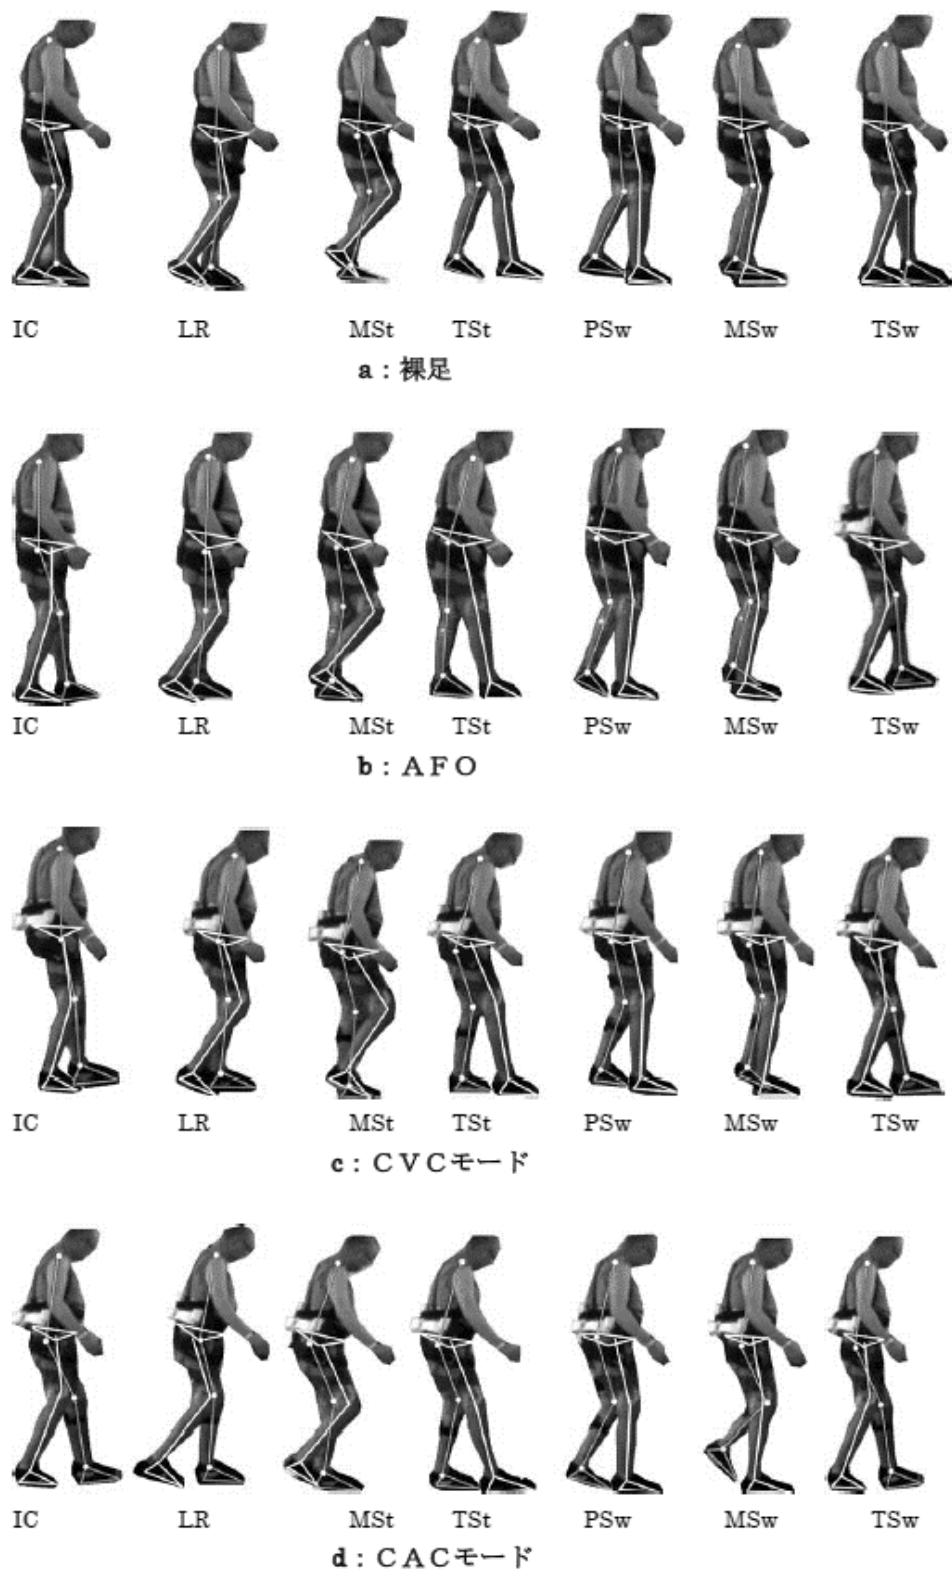 IC LR MSt TSt PSw MSw TSw
a：裸足
IC LR MSt TSt PSw MSw TSw
b：ＡＦＯ
IC LR MSt TSt PSw MSw TSw
c：ＣＶＣモード
IC LR MSt TSt PSw MSw TSw
d：ＣＡＣモード